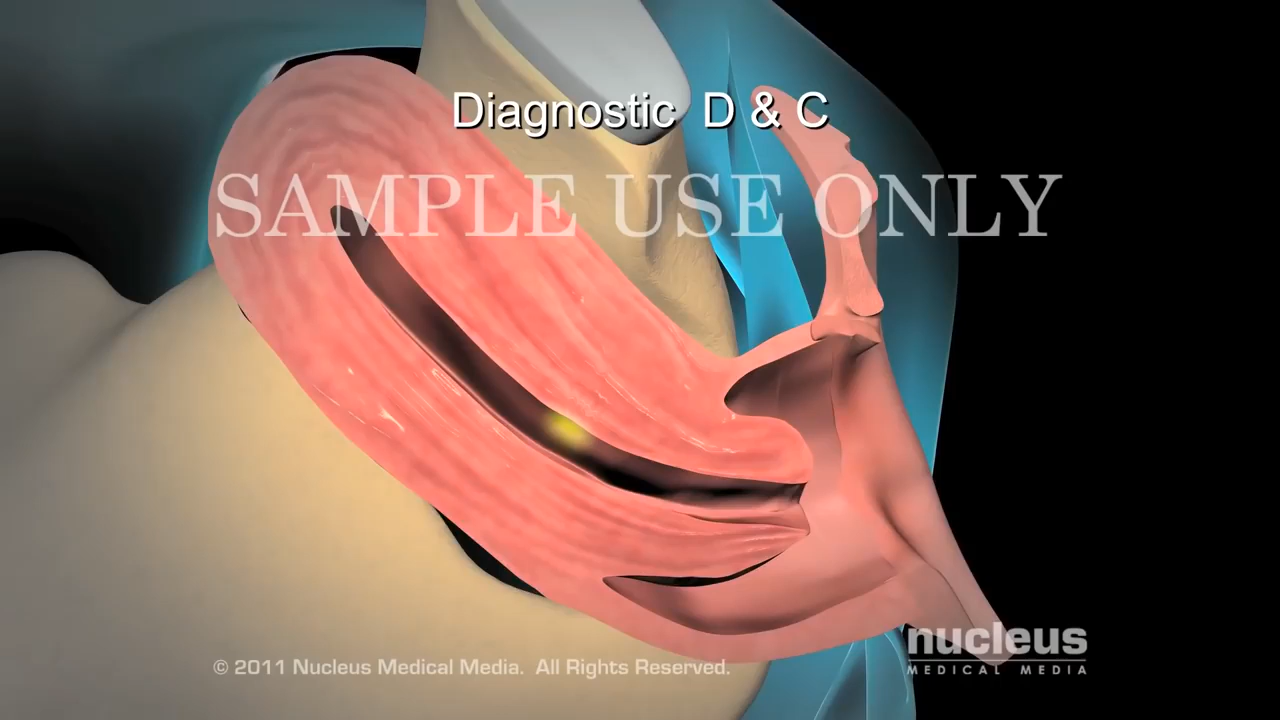 Diagnostic D & C
SAMPLE USE ONLY
nucleus
MEDICAL MEDIA
© 2011 Nucleus Medical Media. All Rights Reserved.